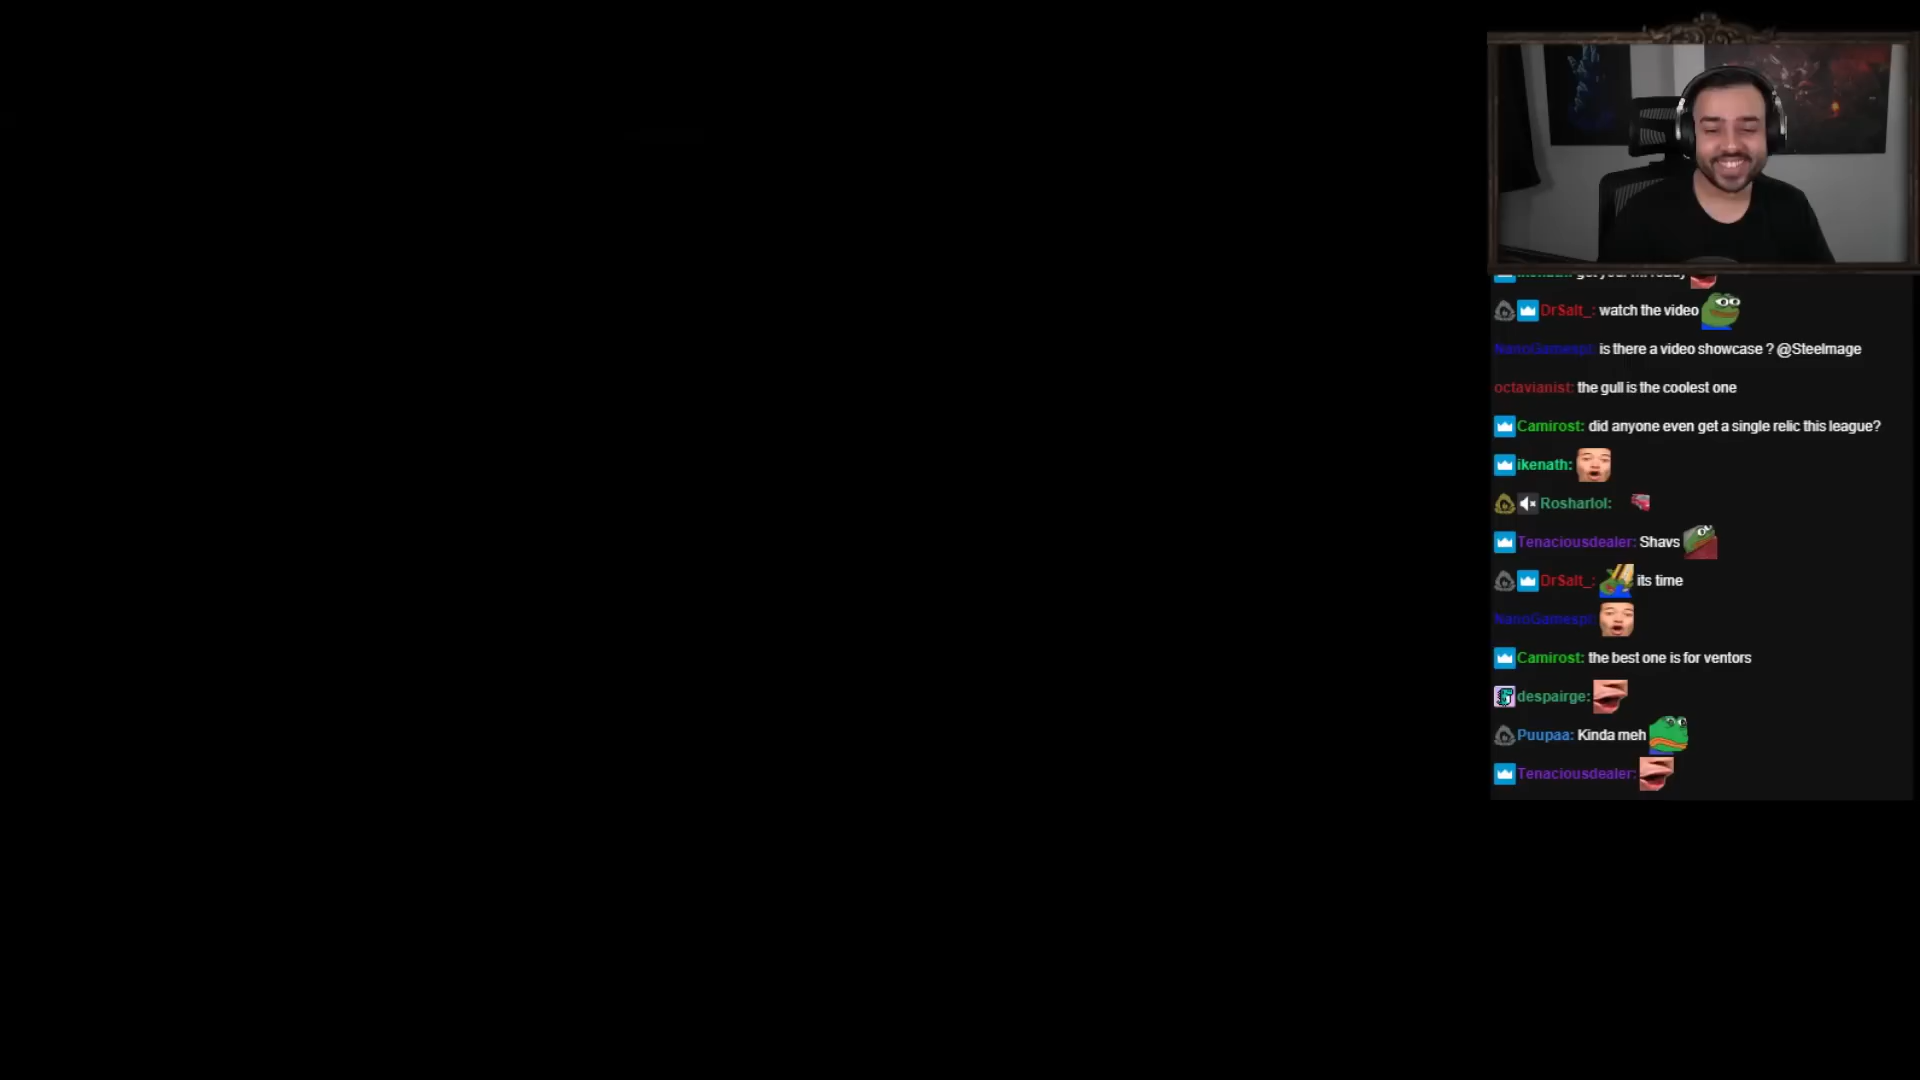 DrSalt_: watch the video
NanoGamespl: is there a video showcase ? @Steelmage
octavianist: the gull is the coolest one
Camirost: did anyone even get a single relic this league?
ikenath:
Rosharlol:
Tenaciousdealer: Shavs
DrSalt_: its time
NanoGamespl:
Camirost: the best one is for ventors
despairge:
Puupaa: Kinda meh
Tenaciousdealer: